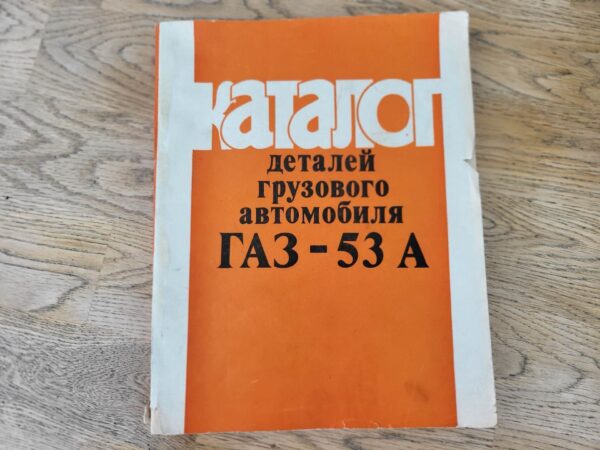 каталог
деталей
грузового
автомобиля
ГАЗ - 53 А